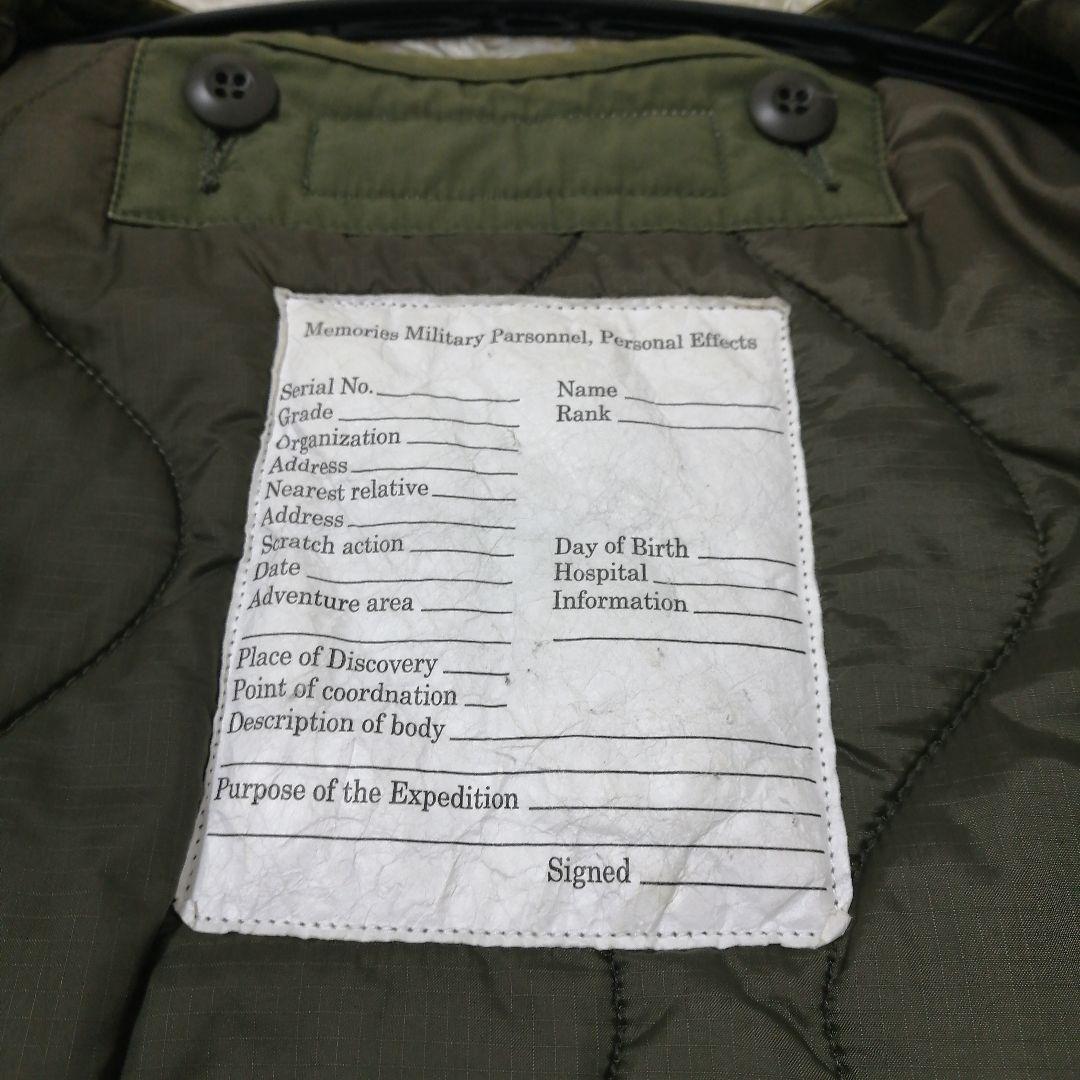 Memories Military Parsonnel, Personal Effects
Serial No. Name
Grade Rank
Organization
Address
Nearest relative
Address
Scratch action Day of Birth
Date Hospital
Adventure area Information
Place of Discovery
Point of coordnation
Description of body
Purpose of the Expedition
Signed